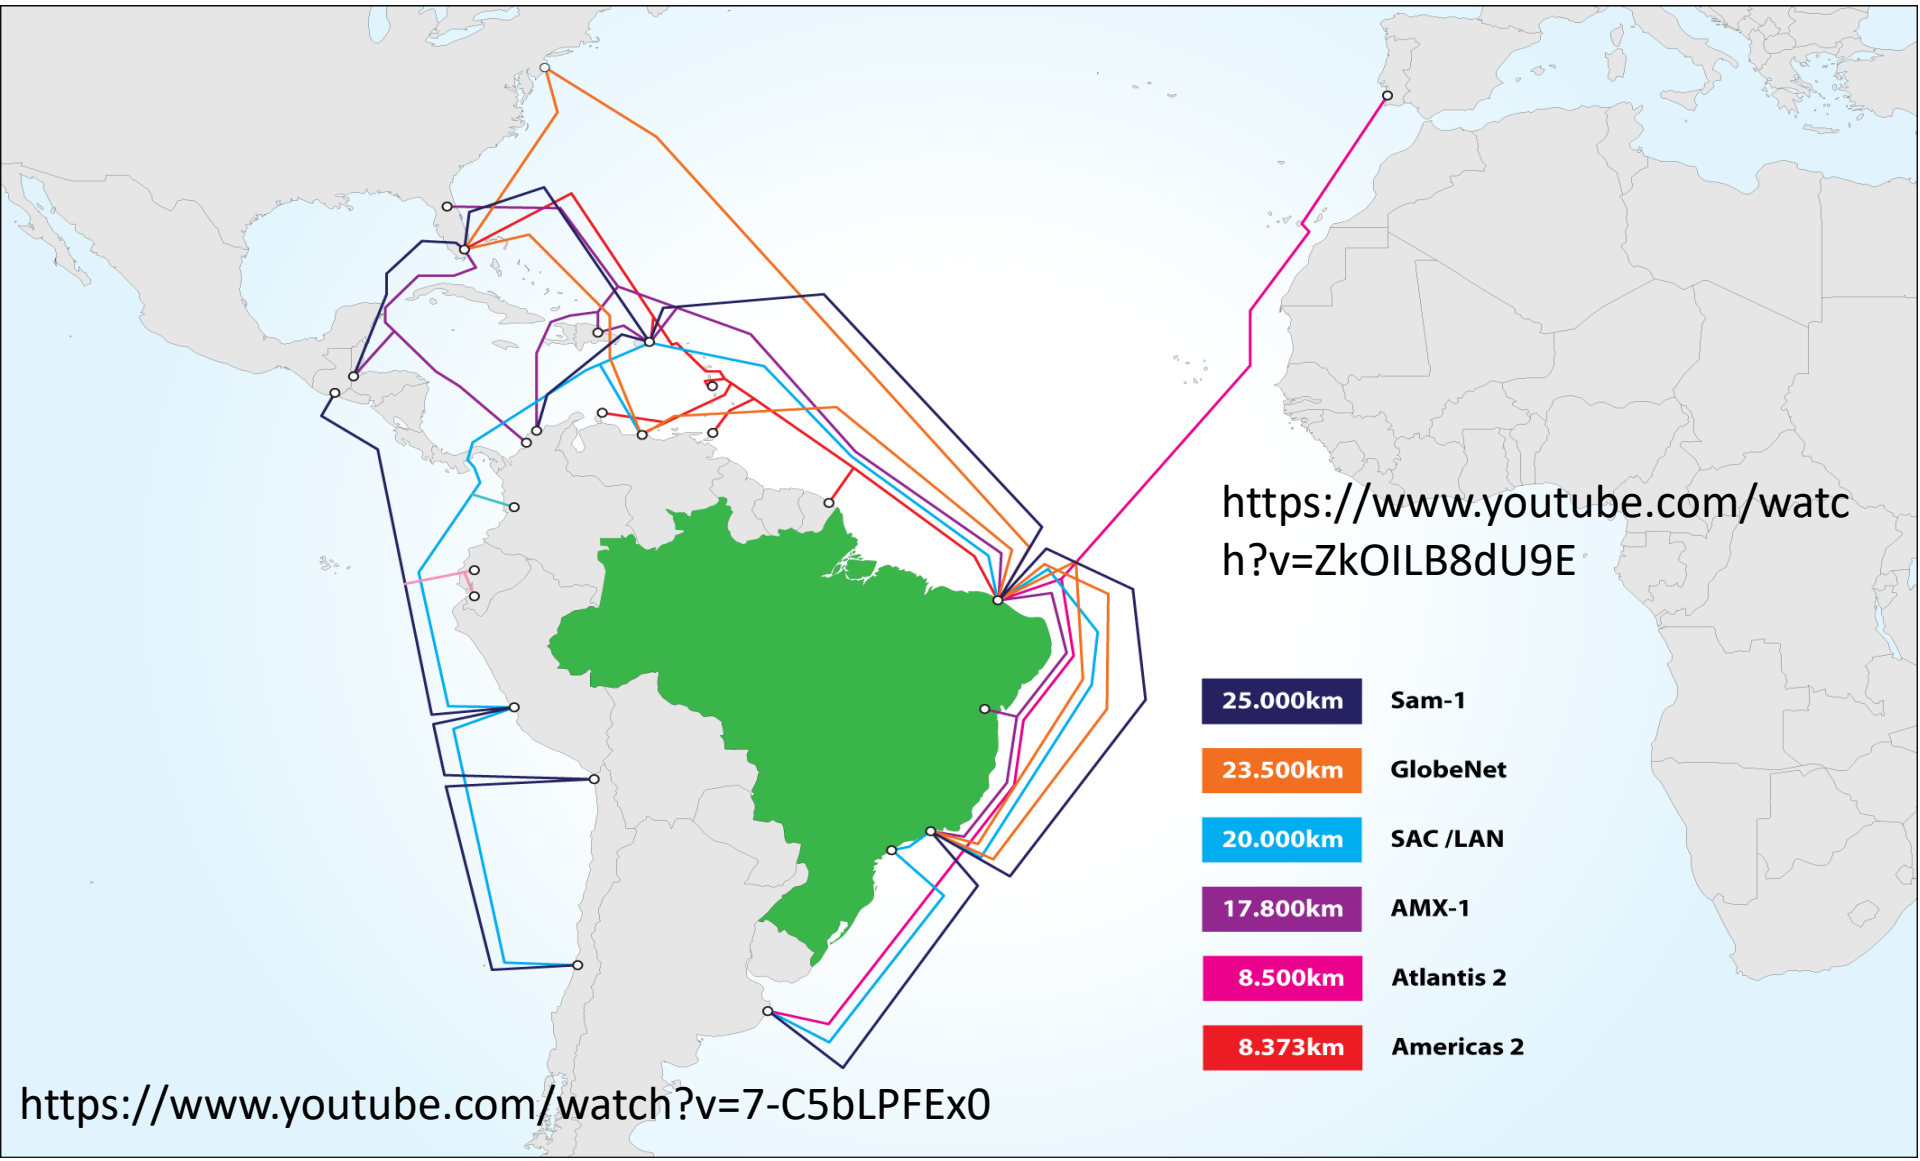 https://www.youtube.com/watc
h?v=ZkOILB8dU9E
25.000km Sam-1
23.500km GlobeNet
20.000km SAC /LAN
17.800km AMX-1
8.500km Atlantis 2
8.373km Americas 2
https://www.youtube.com/watch?v=7-C5bLPFEx0